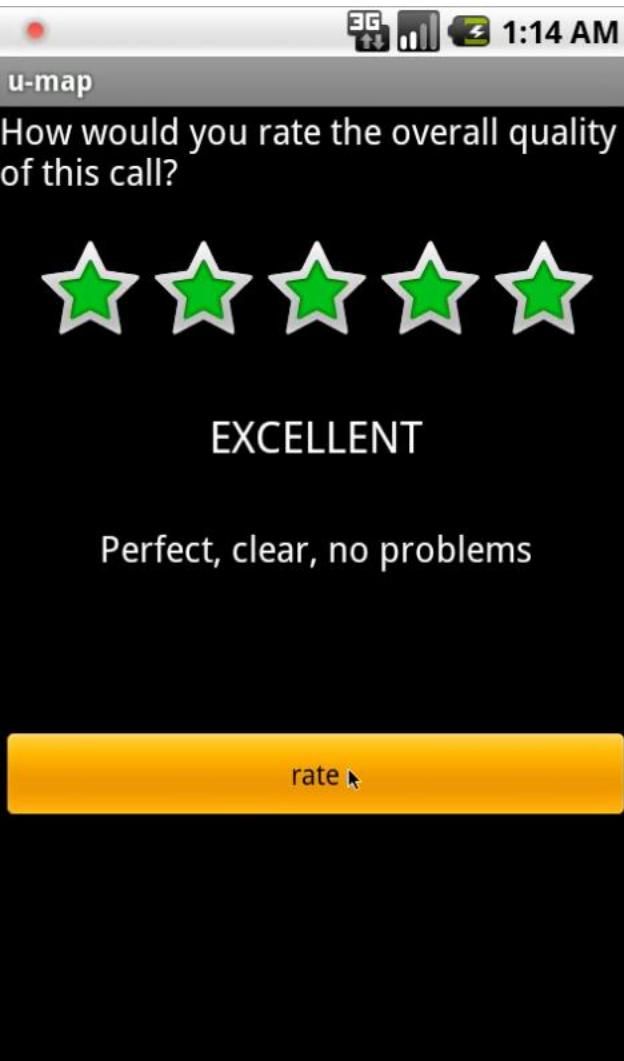 3G 1:14 AM
u-map
How would you rate the overall quality
of this call?
EXCELLENT
Perfect, clear, no problems
rate